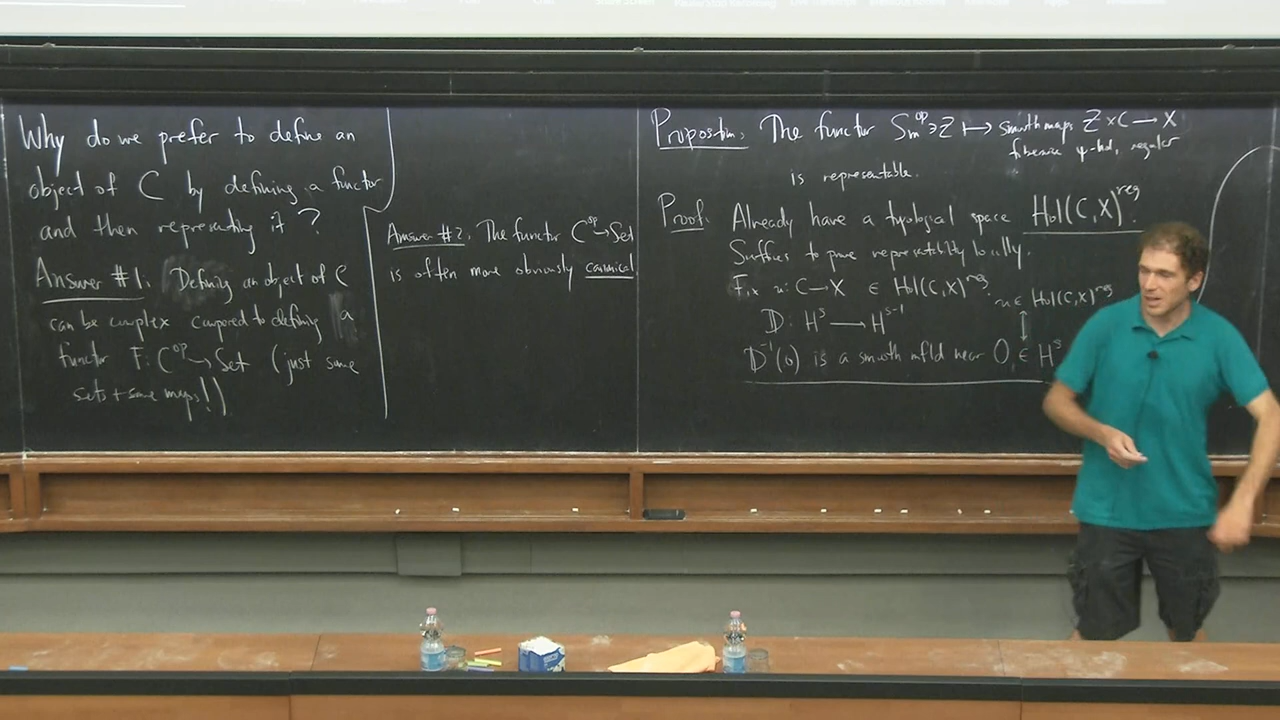 Why do we prefer to define an
object of C by defining a functor
and then representing it?
Answer #1. Defining an object of C
can be complex compared to defining a
functor F: C^op → Set (just some
sets + some maps!!)
Answer #2. The functor C^op → Set
is often more obviously canonical
Proposition. The functor Sm^op ∋ Z ↦ smooth maps Z × C → X
fiberwise ψ-hol, regular
is representable.
Proof. Already have a topological space Hol(C,X)^reg.
Suffices to prove representability locally.
Fix u: C → X ∈ Hol(C,X)^reg.
u ∈ Hol(C,X)^reg
D: H^s → H^{s-1}
↕
D^{-1}(0) is a smooth mfld near 0 ∈ H^s